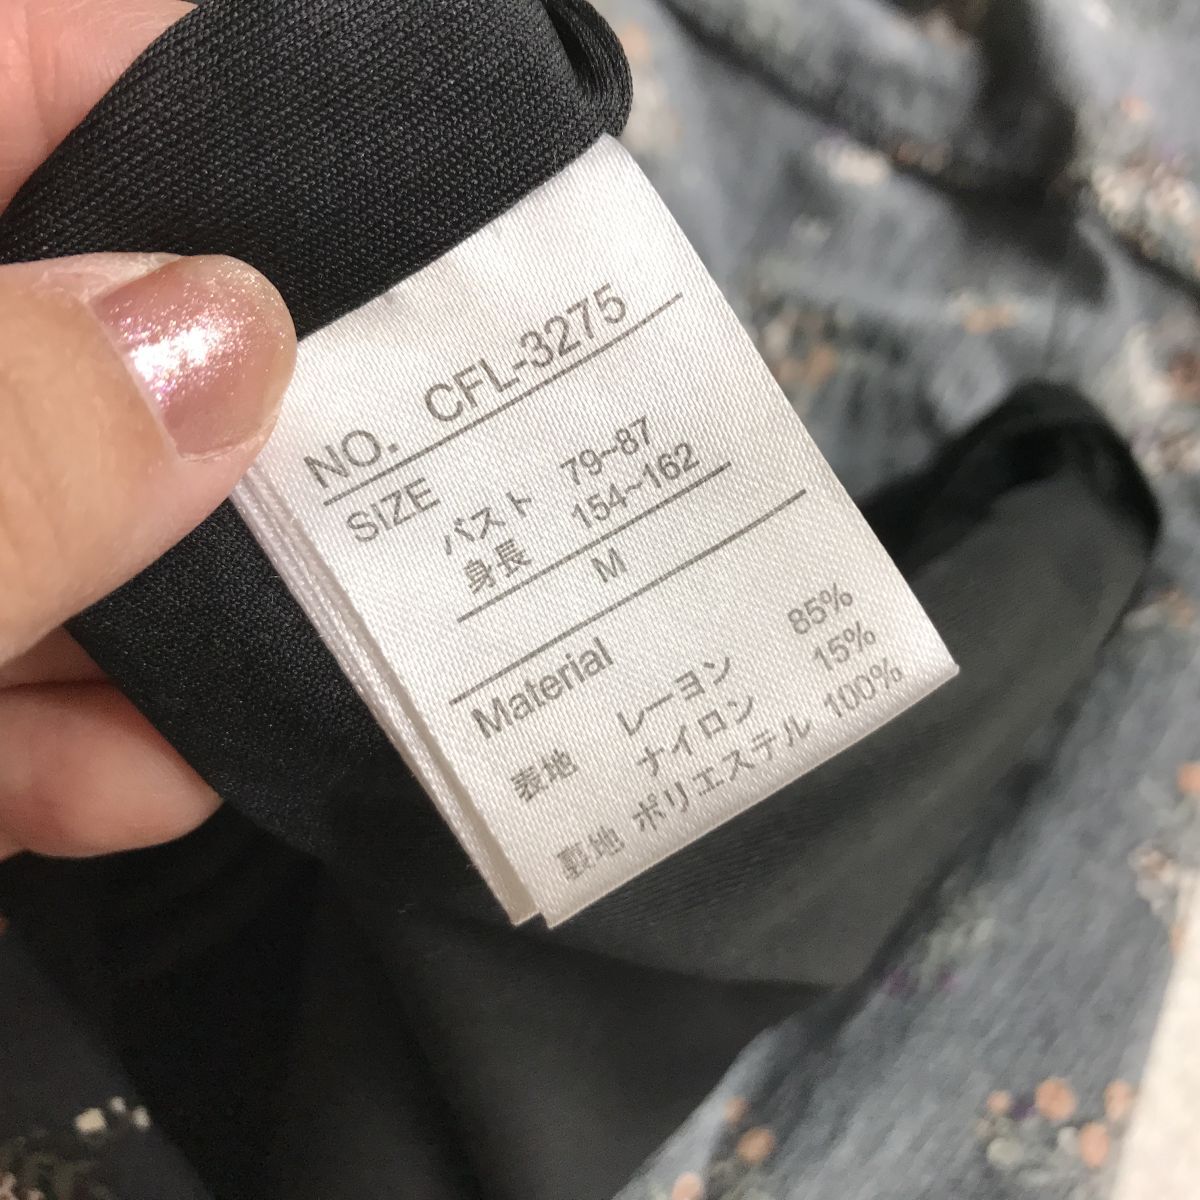 NO. CFL-3275
SIZE
バスト 79~87
身長 154~162
M
Material
表地 レーヨン 85%
ナイロン 15%
裏地 ポリエステル 100%